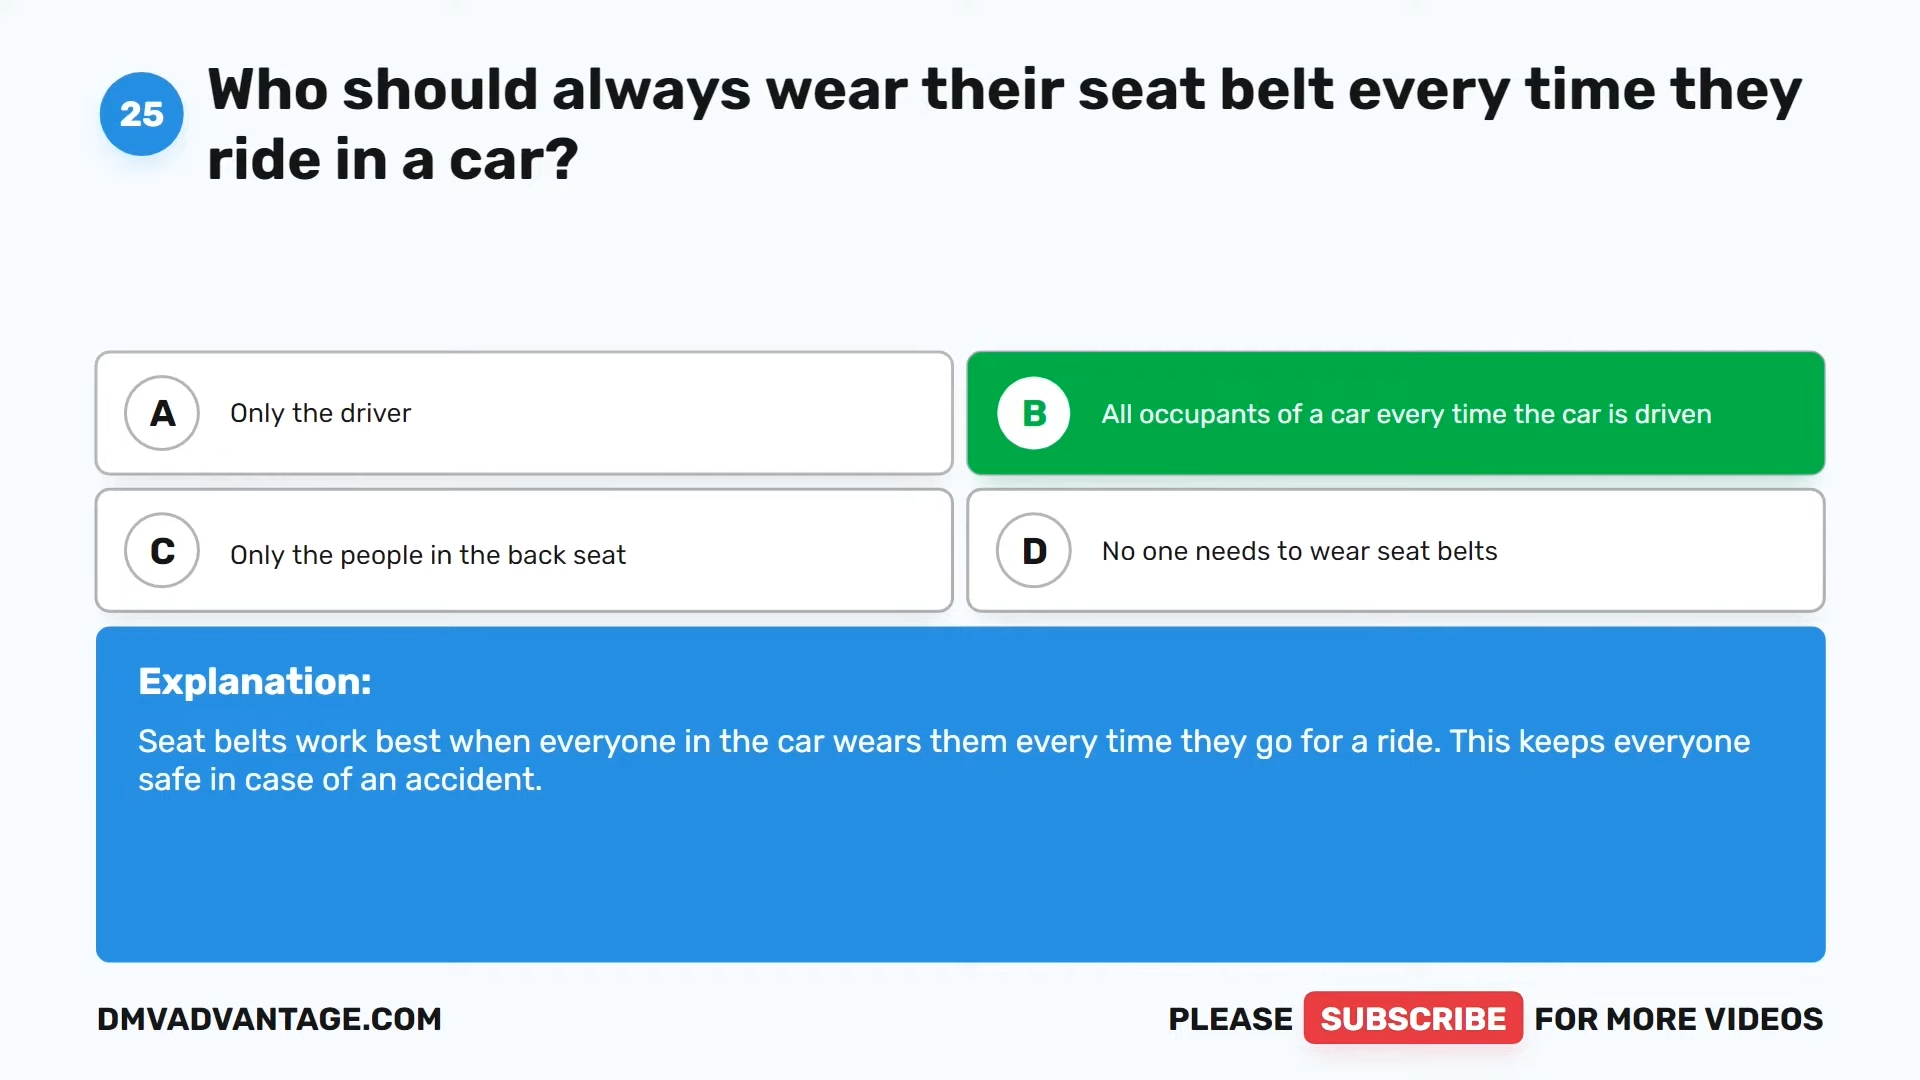 25
Who should always wear their seat belt every time they
ride in a car?
A
Only the driver
B
All occupants of a car every time the car is driven
C
Only the people in the back seat
D
No one needs to wear seat belts
Explanation:
Seat belts work best when everyone in the car wears them every time they go for a ride. This keeps everyone
safe in case of an accident.
DMVADVANTAGE.COM
PLEASE SUBSCRIBE FOR MORE VIDEOS